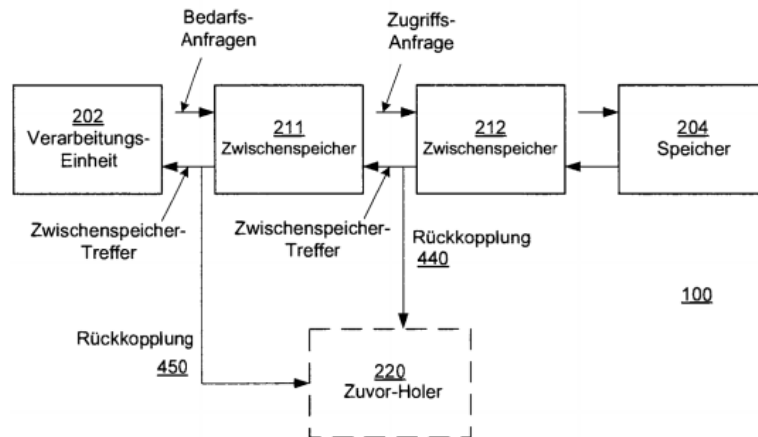 Bedarfs-
Anfragen
Zugriffs-
Anfrage
202
Verarbeitungs-
Einheit
211
Zwischenspeicher
212
Zwischenspeicher
204
Speicher
Zwischenspeicher-
Treffer
Zwischenspeicher-
Treffer
Rückkopplung
440
100
Rückkopplung
450
220
Zuvor-Holer